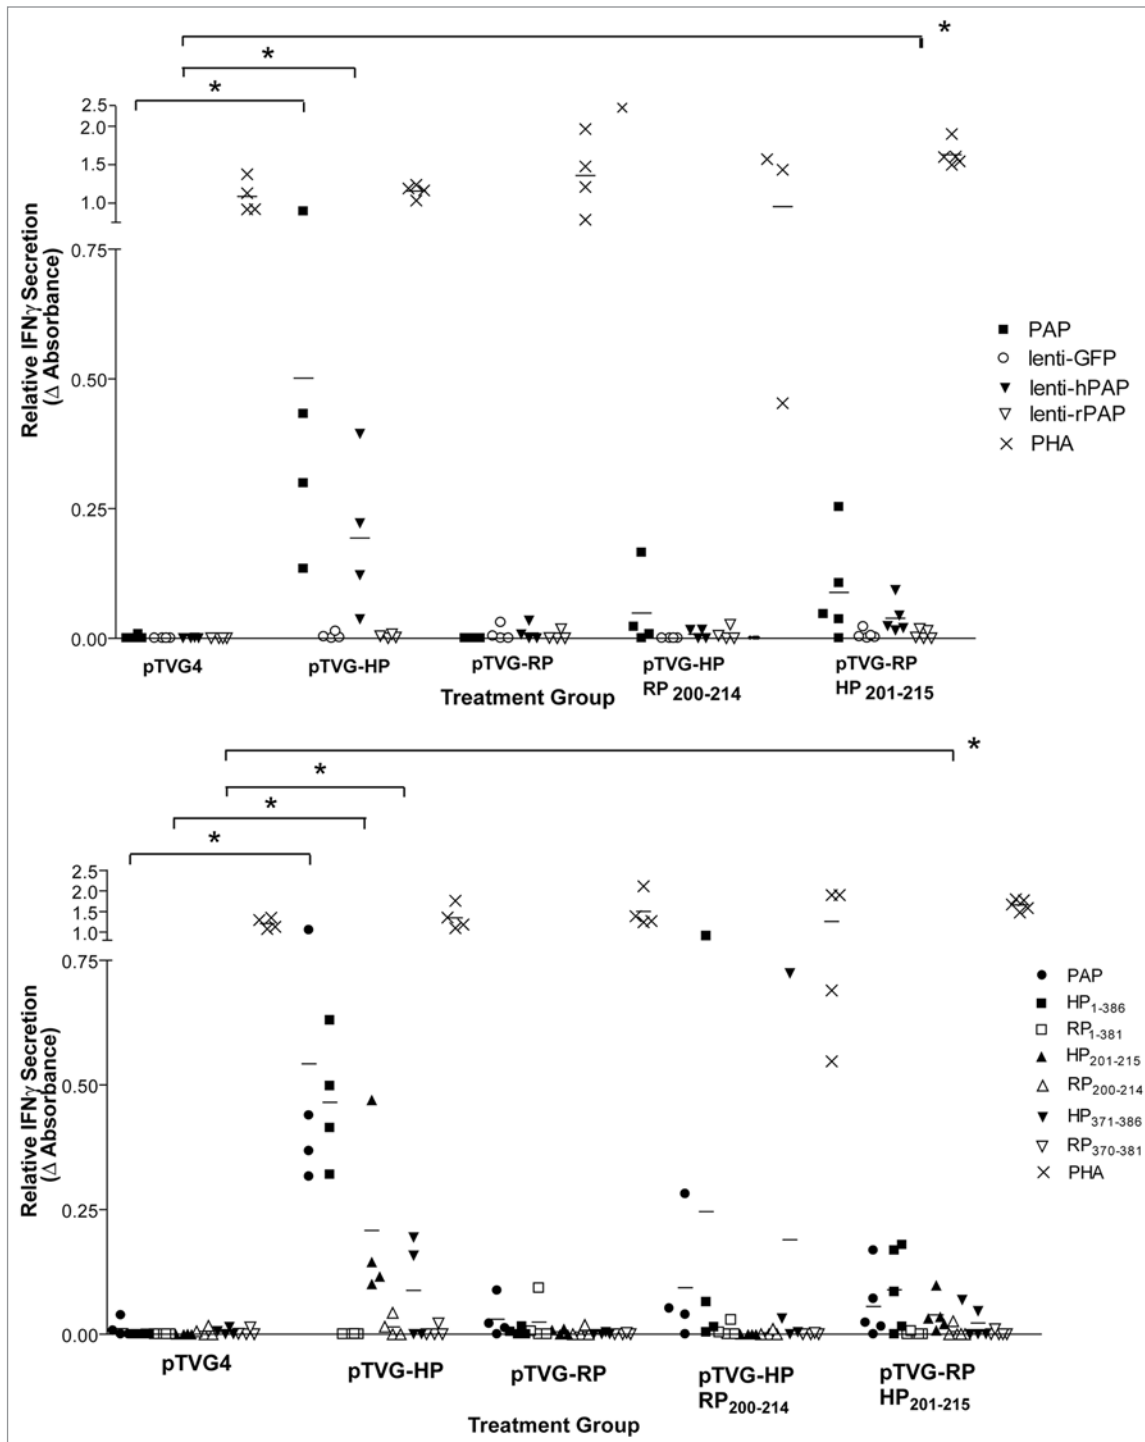 *
*
*
2.5
2.0
1.5
1.0
0.75
0.50
0.25
0.00
Relative IFNγ Secretion
(Δ Absorbance)
PAP
lenti-GFP
lenti-hPAP
lenti-rPAP
PHA
pTVG4
pTVG-HP
pTVG-RP
pTVG-HP
RP 200-214
pTVG-RP
HP 201-215
Treatment Group
*
*
*
*
2.5
2.0
1.5
1.0
0.75
0.50
0.25
0.00
Relative IFNγ Secretion
(Δ Absorbance)
PAP
HP1-386
RP1-381
HP201-215
RP200-214
HP371-386
RP370-381
PHA
pTVG4
pTVG-HP
pTVG-RP
pTVG-HP
RP200-214
pTVG-RP
HP201-215
Treatment Group